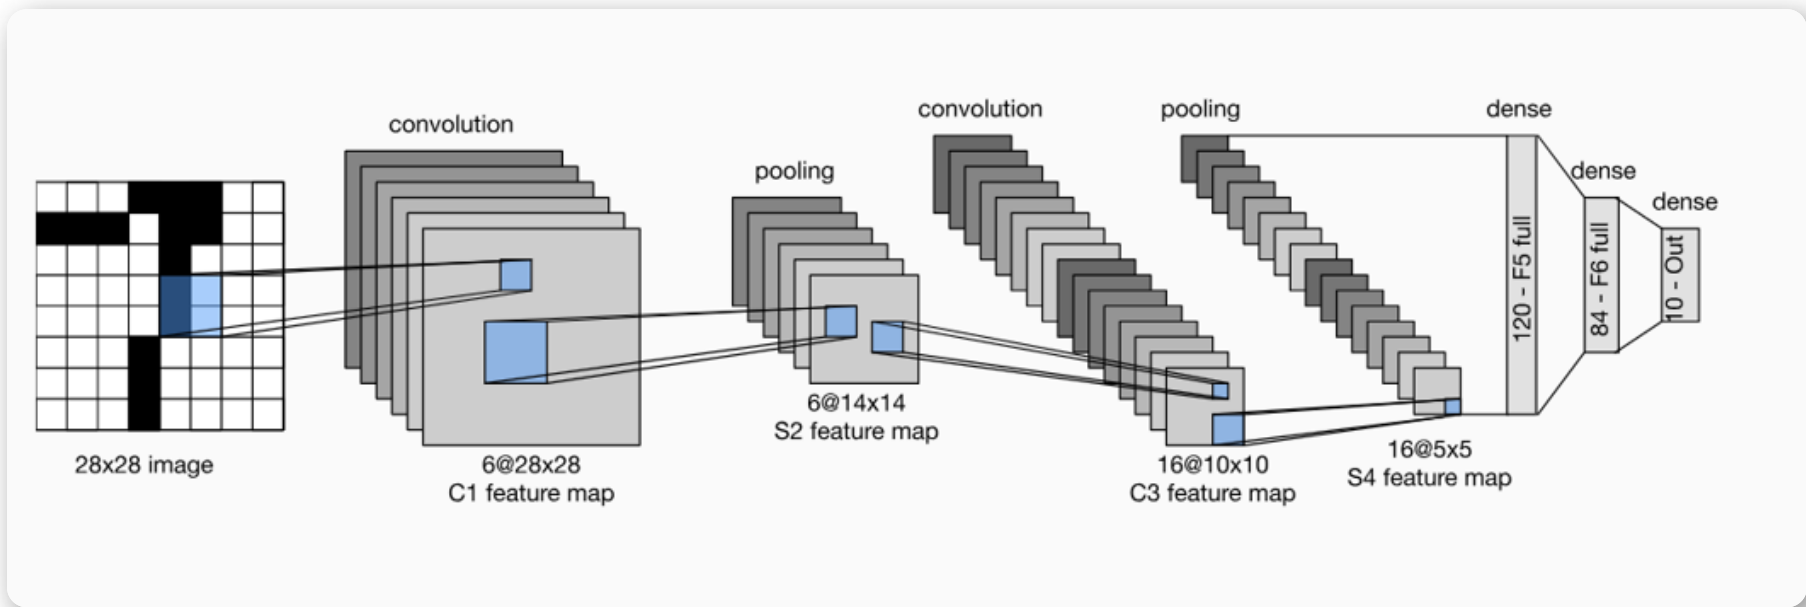 convolution
28x28 image
6@28x28
C1 feature map
pooling
6@14x14
S2 feature map
convolution
16@10x10
C3 feature map
pooling
16@5x5
S4 feature map
dense
120 - F5 full
dense
84 - F6 full
dense
10 - Out